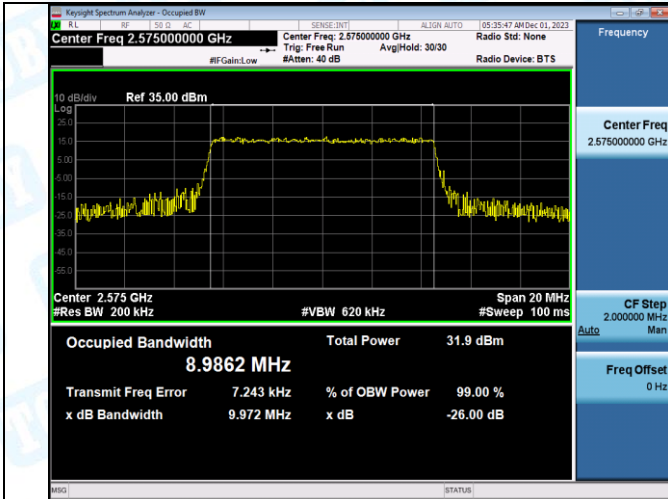 Keysight Spectrum Analyzer - Occupied BW
RL RF 50 Ω AC SENSE:INT ALIGN AUTO 05:35:47 AM Dec 01, 2023
Center Freq 2.575000000 GHz
Center Freq: 2.575000000 GHz
Radio Std: None
Trig: Free Run Avg|Hold: 30/30
#IFGain:Low #Atten: 40 dB Radio Device: BTS
Frequency
10 dB/div Ref 35.00 dBm
Log
25.0
15.0
5.00
-5.00
-15.0
-25.0
-35.0
-45.0
-55.0
Center 2.575 GHz Span 20 MHz
#Res BW 200 kHz #VBW 620 kHz #Sweep 100 ms
Center Freq
2.575000000 GHz
CF Step
2.000000 MHz
Auto Man
Freq Offset
0 Hz
Occupied Bandwidth Total Power 31.9 dBm
8.9862 MHz
Transmit Freq Error 7.243 kHz % of OBW Power 99.00 %
x dB Bandwidth 9.972 MHz x dB -26.00 dB
MSG STATUS